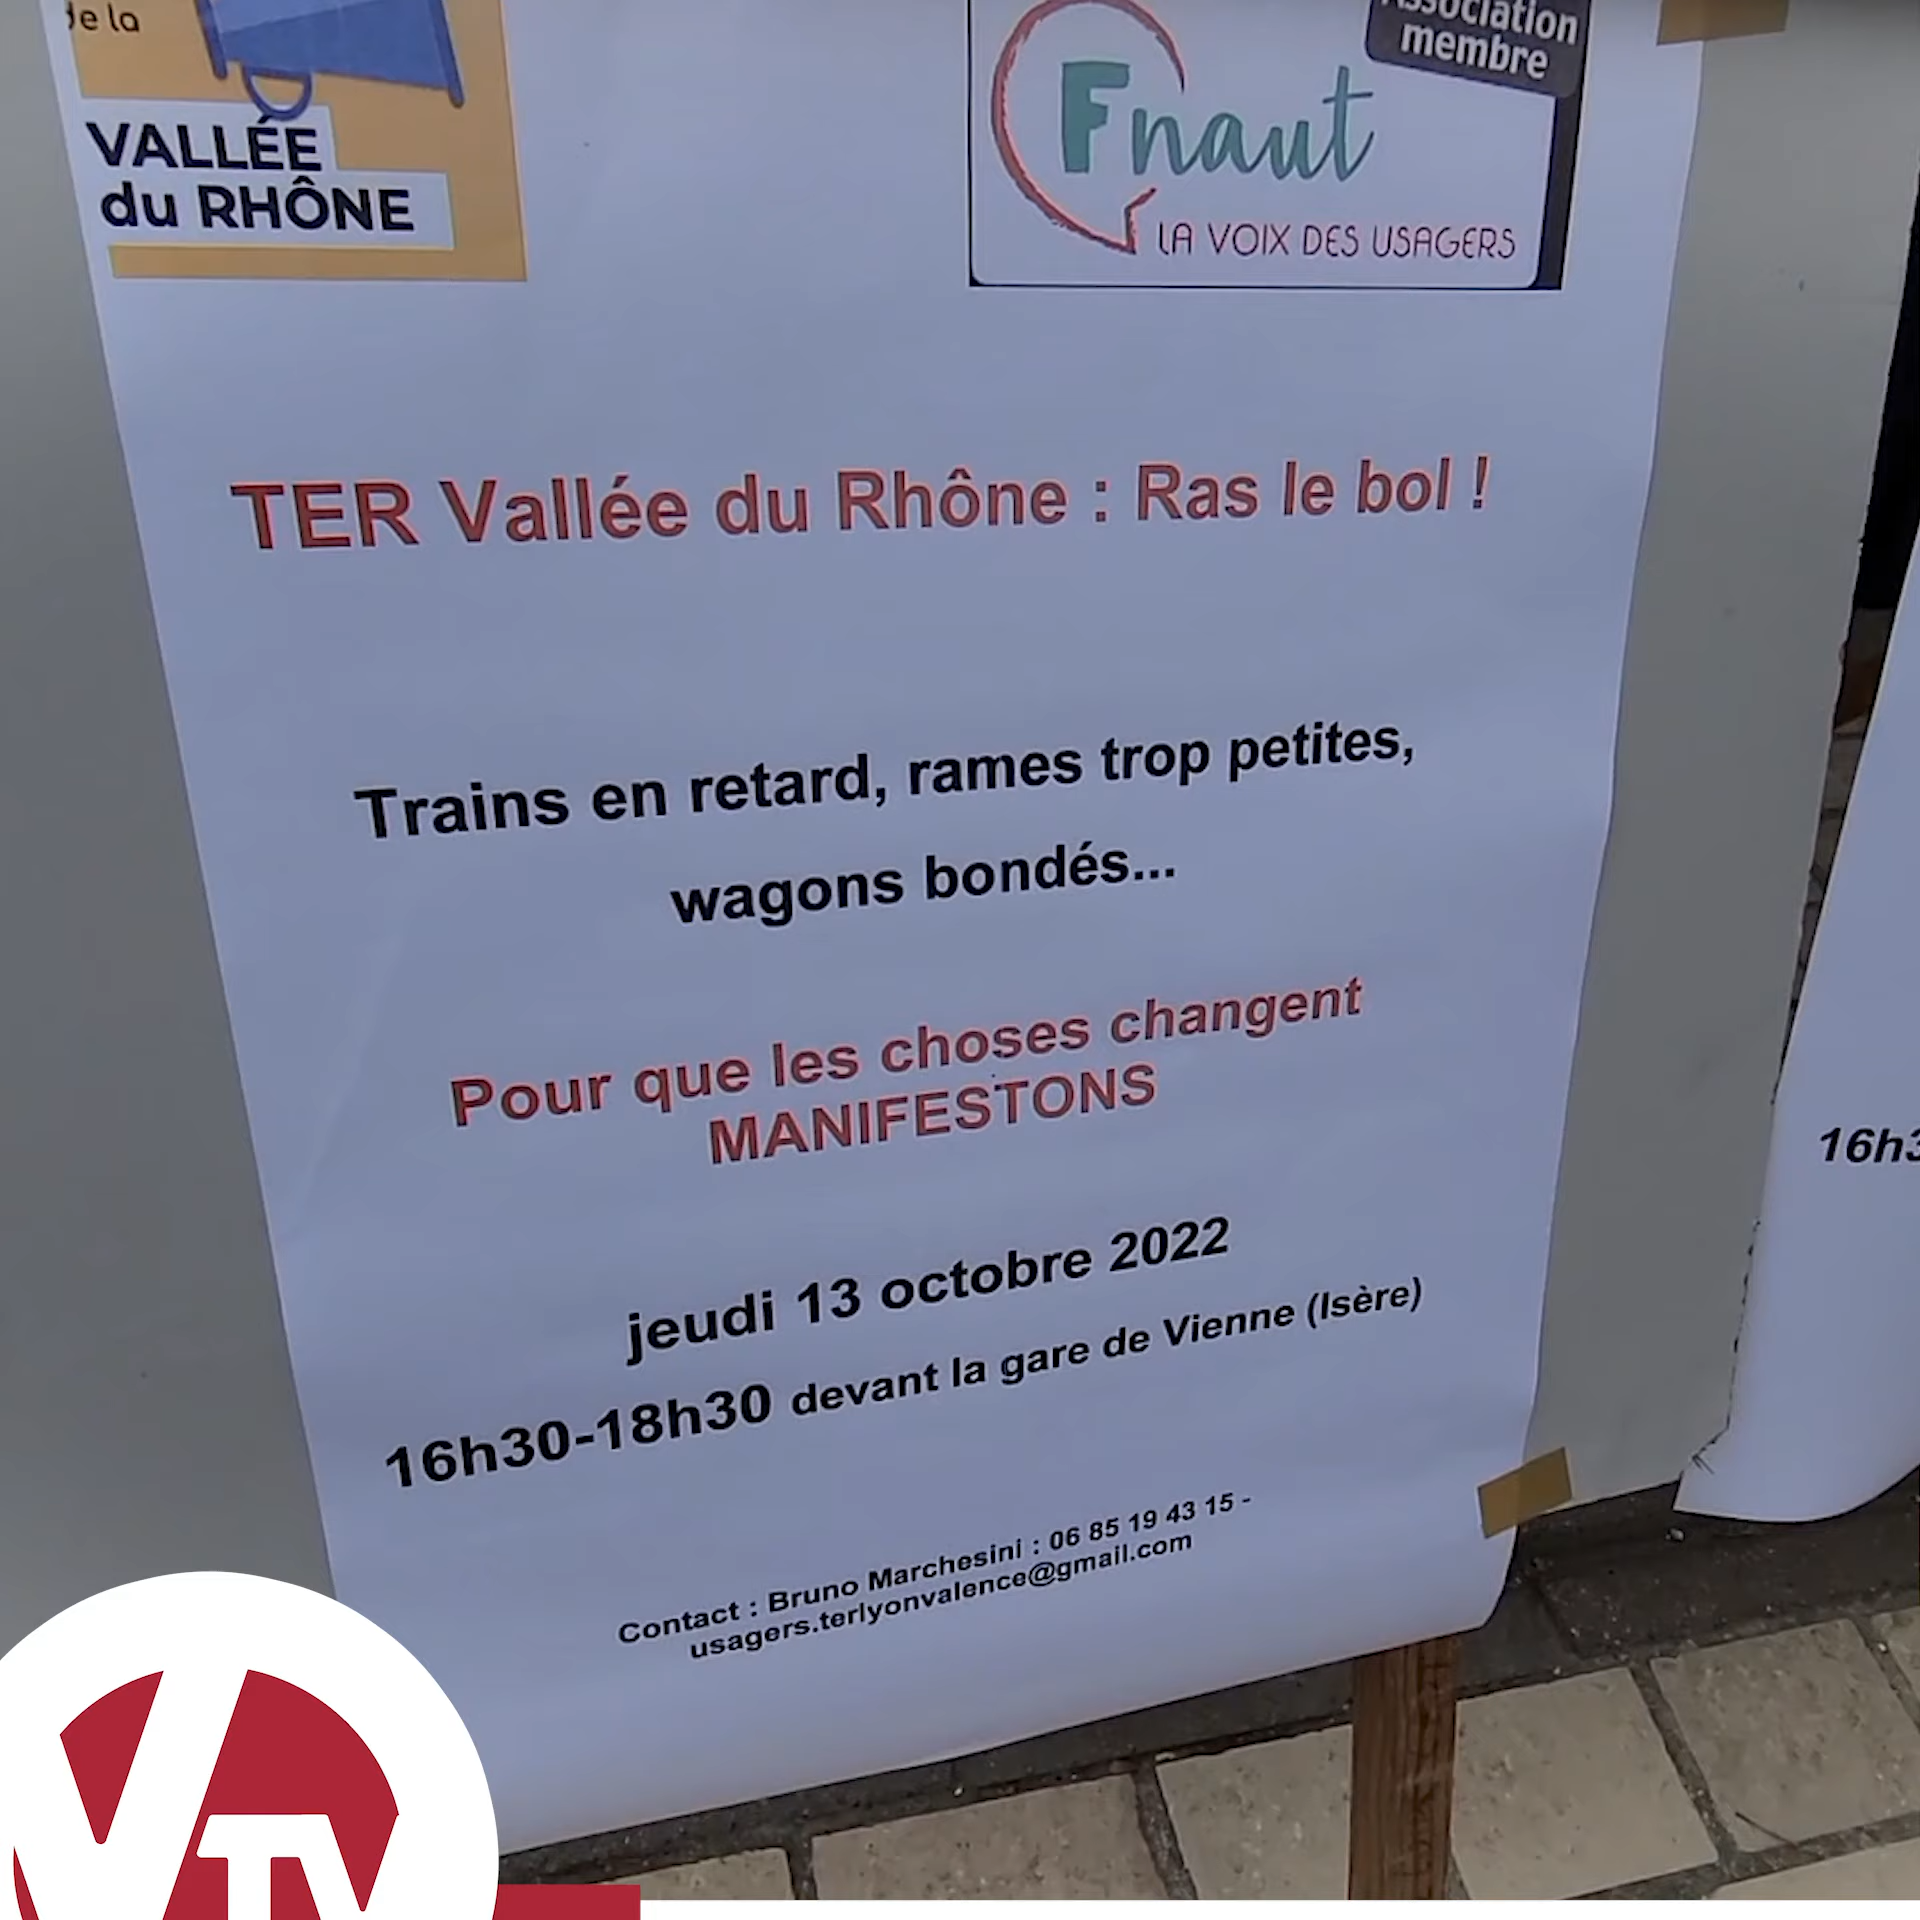 de la
VALLÉE
du RHÔNE
Association
membre
Fnaut
LA VOIX DES USAGERS
TER Vallée du Rhône : Ras le bol !
Trains en retard, rames trop petites,
wagons bondés...
Pour que les choses changent
MANIFESTONS
jeudi 13 octobre 2022
16h30-18h30 devant la gare de Vienne (Isère)
Contact : Bruno Marchesini : 06 85 19 43 15 -
usagers.terlyonvalence@gmail.com
16h3
VTV